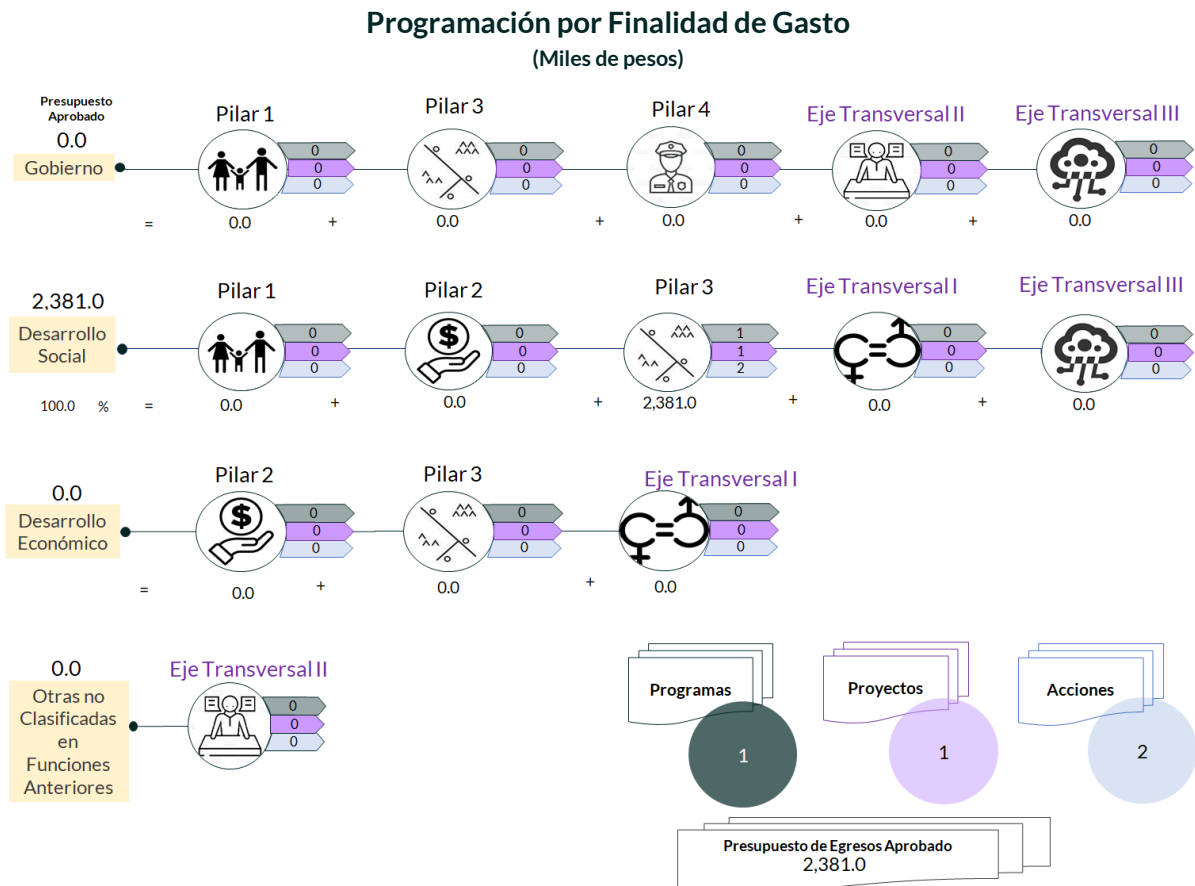 Programación por Finalidad de Gasto
(Miles de pesos)
Presupuesto
Aprobado
0.0
Gobierno
Pilar 1
0
0
0
Pilar 3
0
0
0
Pilar 4
0
0
0
Eje Transversal II
0
0
0
Eje Transversal III
0
0
0
= 0.0 + 0.0 + 0.0 + 0.0 + 0.0
2,381.0
Desarrollo
Social
Pilar 1
0
0
0
Pilar 2
0
0
0
Pilar 3
1
1
2
Eje Transversal I
0
0
0
Eje Transversal III
0
0
0
100.0 % = 0.0 + 0.0 + 2,381.0 + 0.0 + 0.0
0.0
Desarrollo
Económico
Pilar 2
0
0
0
Pilar 3
0
0
0
Eje Transversal I
0
0
0
= 0.0 + 0.0 + 0.0
0.0
Otras no
Clasificadas
en
Funciones
Anteriores
Eje Transversal II
0
0
0
Programas
1
Proyectos
1
Acciones
2
Presupuesto de Egresos Aprobado
2,381.0